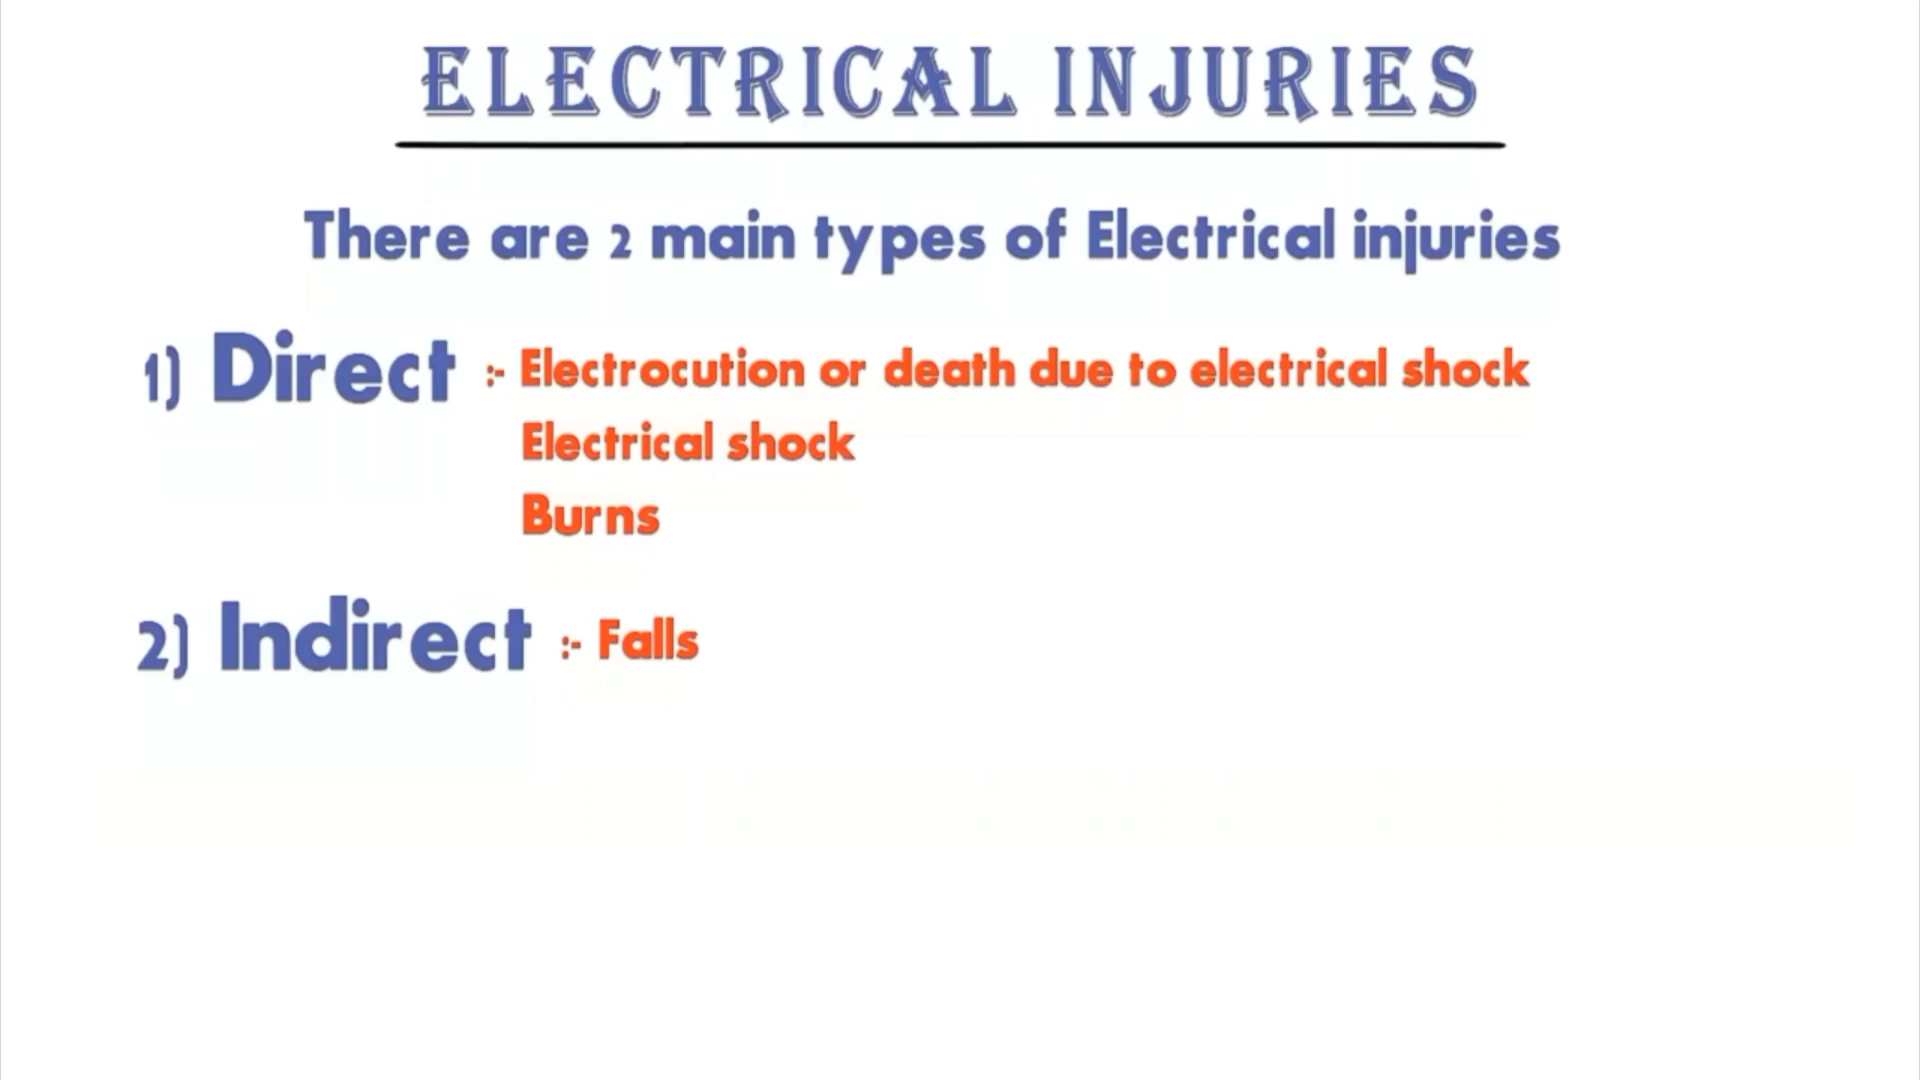 ELECTRICAL INJURIES
There are 2 main types of Electrical injuries
1) Direct :- Electrocution or death due to electrical shock
Electrical shock
Burns
2) Indirect :- Falls